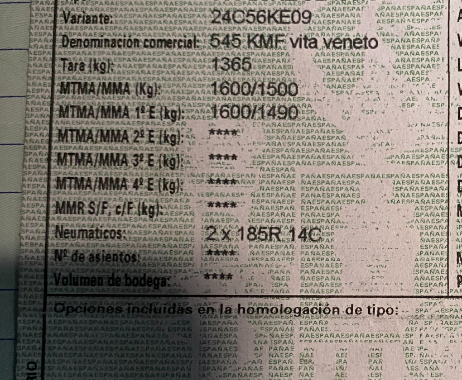 Variante: 24C56KE09
Denominación comercial: 545 KMF vita veneto
Tara (kg): 1365
MTMA/MMA (Kg): 1600/1500
MTMA/MMA 1º E (kg): 1600/1490
MTMA/MMA 2º E (kg): ****
MTMA/MMA 3º E (kg): ****
MTMA/MMA 4º E (kg): ****
MMR S/F, c/F (kg): ****
Neumaticos: 2 x 185R 14C
Nº de asientos: ****
Volumen de bodega: ****
Opciones incluidas en la homologación de tipo: